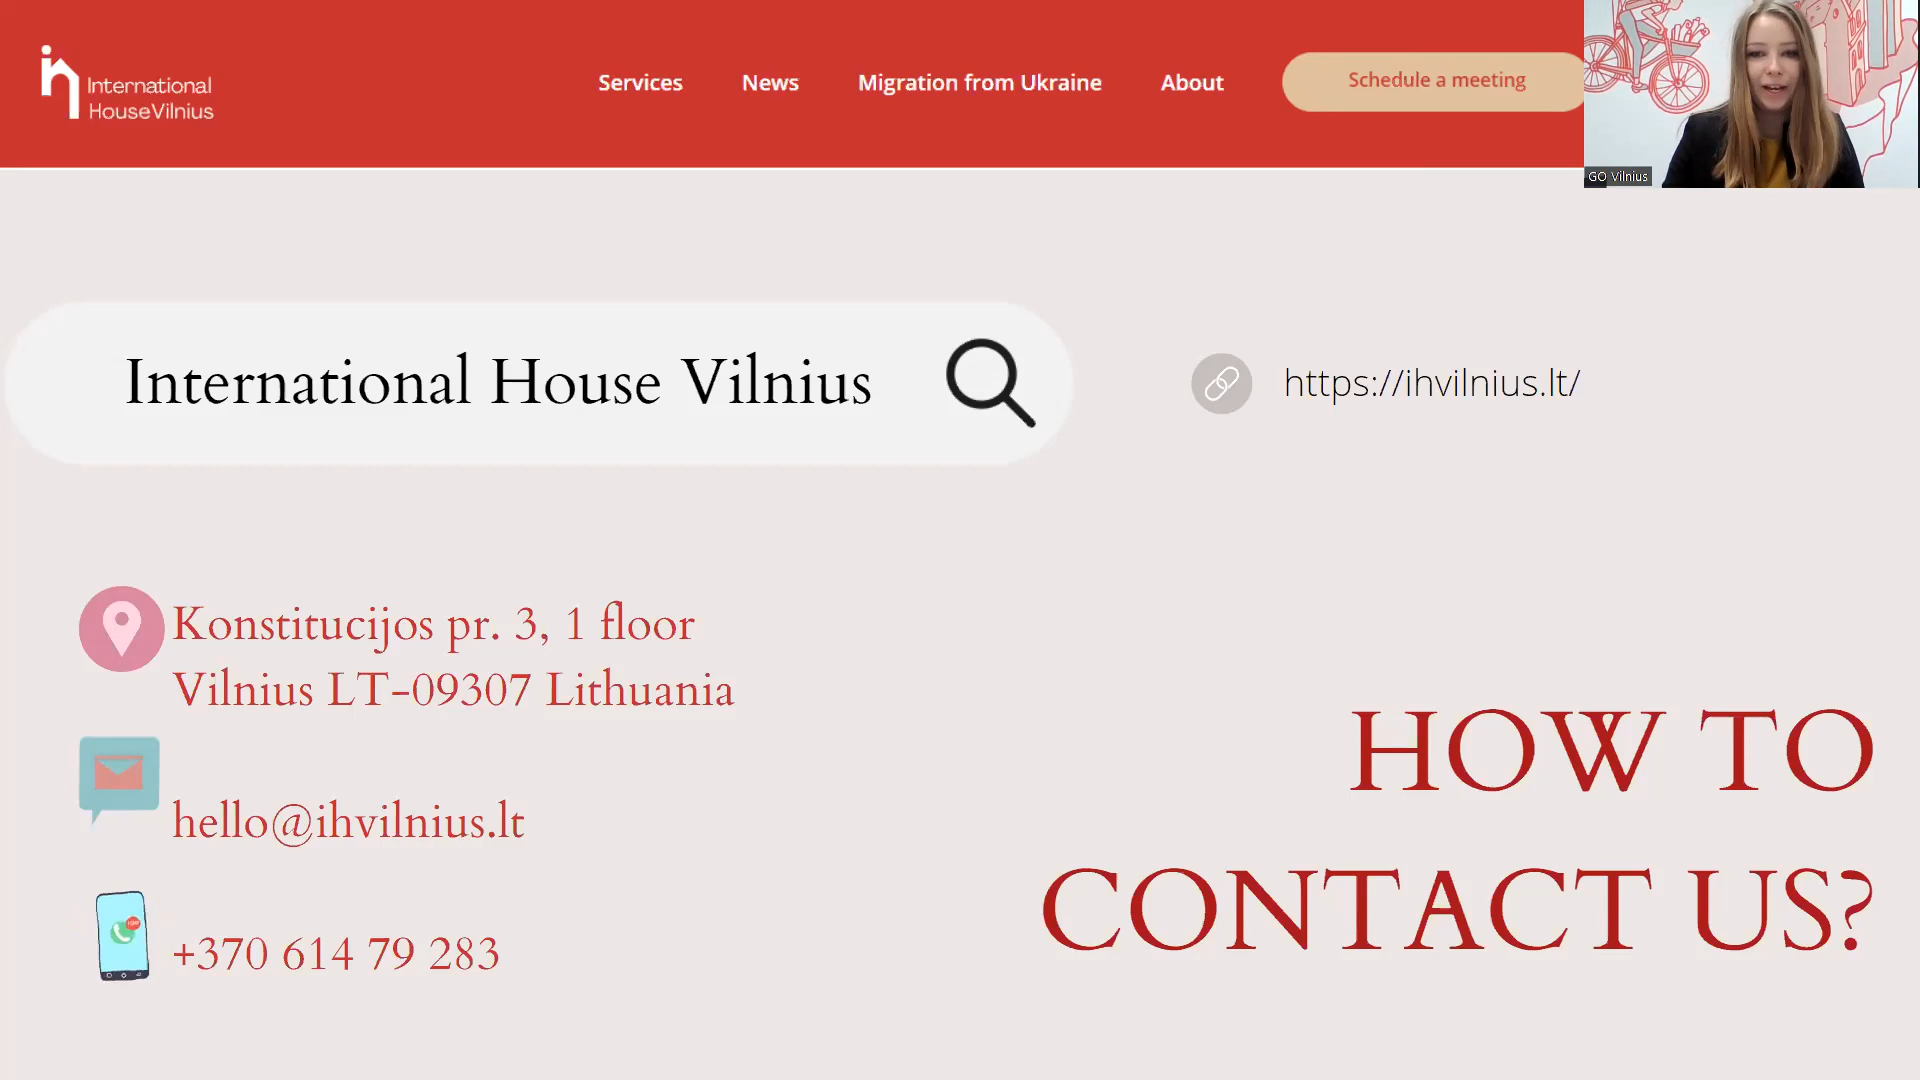 International
HouseVilnius
Services
News
Migration from Ukraine
About
Schedule a meeting
GO Vilnius
International House Vilnius
https://ihvilnius.lt/
Konstitucijos pr. 3, 1 floor
Vilnius LT-09307 Lithuania
hello@ihvilnius.lt
+370 614 79 283
HOW TO
CONTACT US?